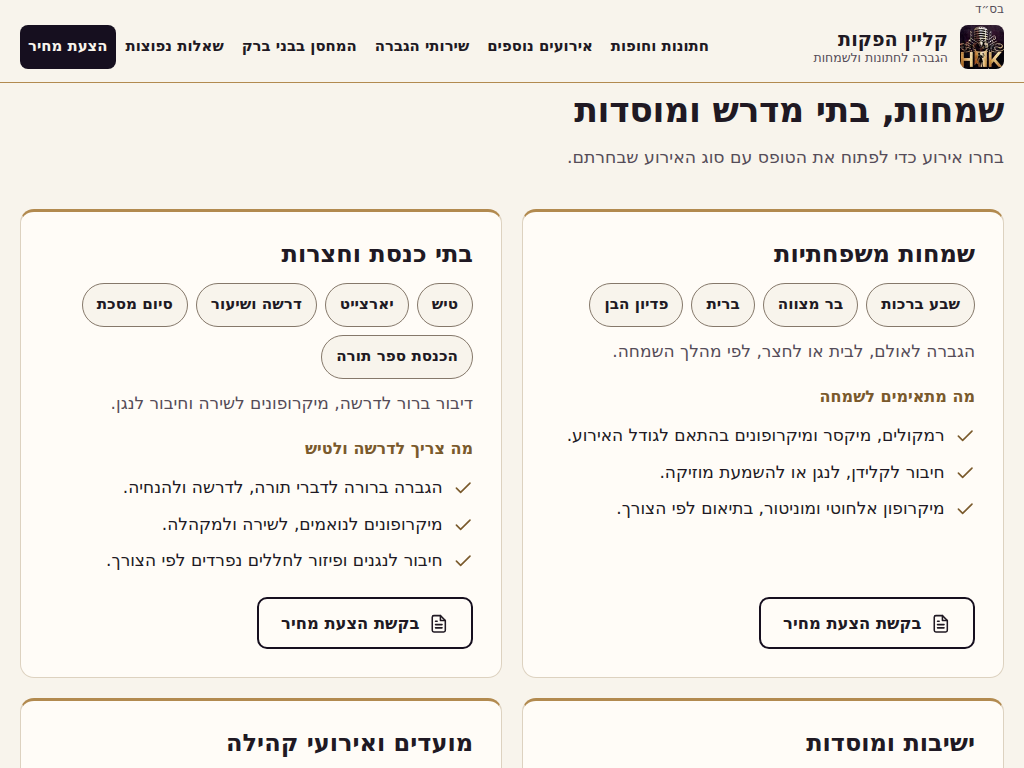 בס״ד
קליין הפקות
הגברה לחתונות ולשמחות
חתונות וחופות
אירועים נוספים
שירותי הגברה
המחסן בבני ברק
שאלות נפוצות
הצעת מחיר
שמחות, בתי מדרש ומוסדות
בחרו אירוע כדי לפתוח את הטופס עם סוג האירוע שבחרתם.
שמחות משפחתיות
שבע ברכות
בר מצווה
ברית
פדיון הבן
הגברה לאולם, לבית או לחצר, לפי מהלך השמחה.
מה מתאימים לשמחה
רמקולים, מיקסר ומיקרופונים בהתאם לגודל האירוע.
חיבור לקלידן, לנגן או להשמעת מוזיקה.
מיקרופון אלחוטי ומוניטור, בתיאום לפי הצורך.
בקשת הצעת מחיר
בתי כנסת וחצרות
טיש
יארצייט
דרשה ושיעור
סיום מסכת
הכנסת ספר תורה
דיבור ברור לדרשה, מיקרופונים לשירה וחיבור לנגן.
מה צריך לדרשה ולטיש
הגברה ברורה לדברי תורה, לדרשה ולהנחיה.
מיקרופונים לנואמים, לשירה ולמקהלה.
חיבור לנגנים ופיזור לחללים נפרדים לפי הצורך.
בקשת הצעת מחיר
ישיבות ומוסדות
מועדים ואירועי קהילה